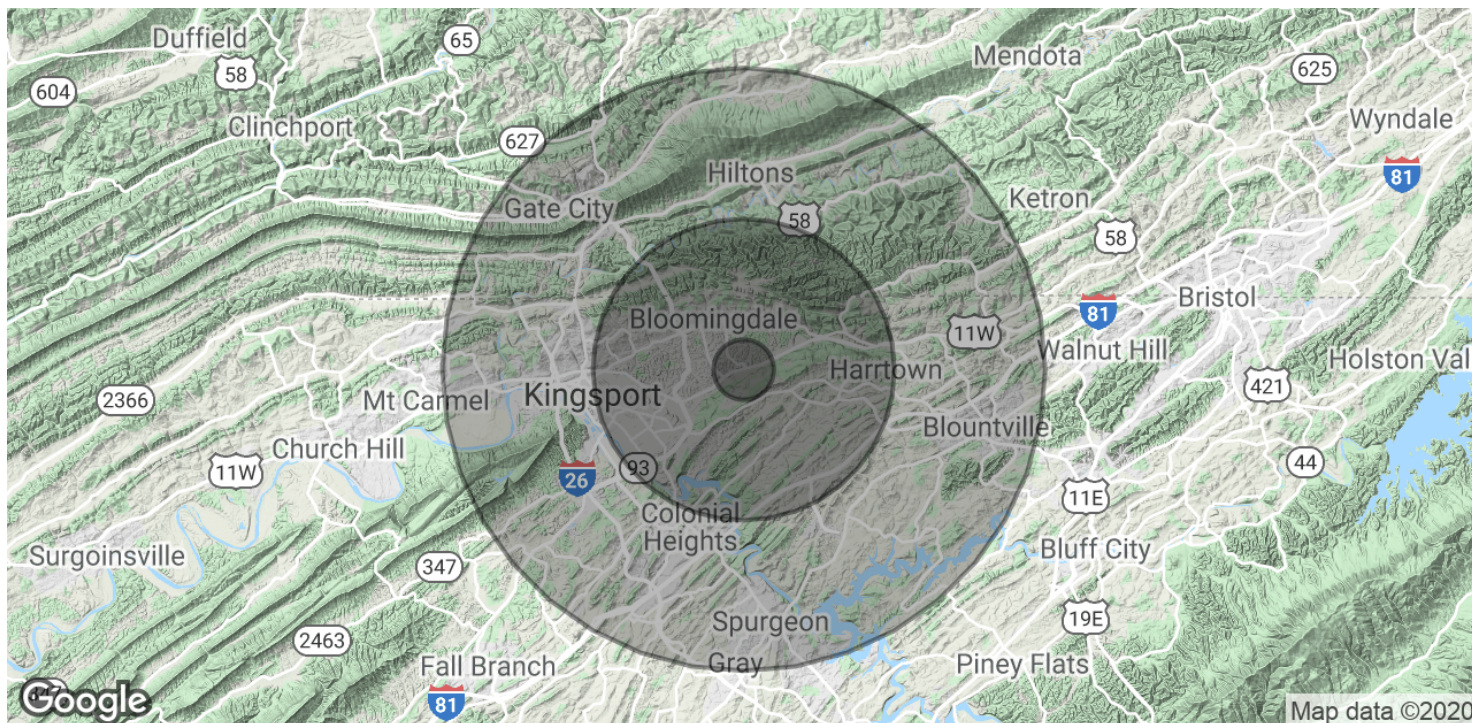 Duffield
65
Mendota
58
625
604
Clinchport
Wyndale
627
Hiltons
81
Ketron
Gate City
58
58
Bristol
81
Bloomingdale
11W
Walnut Hill
Holston Val
Harrtown
421
2366
Mt Carmel
Kingsport
Blountville
Church Hill
11W
93
26
44
11E
Colonial
Heights
Surgoinsville
Bluff City
347
Spurgeon
19E
2463
Fall Branch
Gray
Piney Flats
81
Google
Map data ©2020